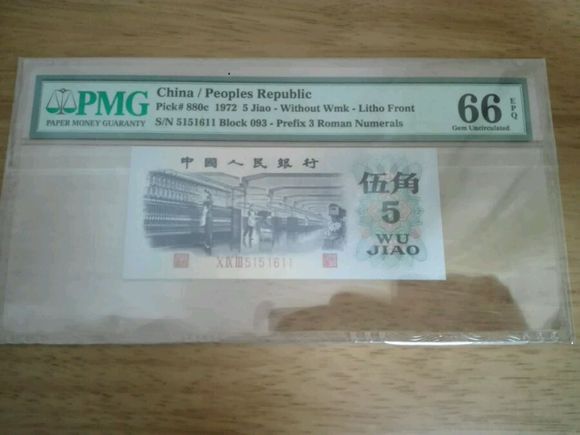 PMG
PAPER MONEY GUARANTY
China / Peoples Republic
Pick# 880c 1972 5 Jiao - Without Wmk - Litho Front
S/N 5151611 Block 093 - Prefix 3 Roman Numerals
66 EPQ
Gem Uncirculated
中國人民銀行
伍角
5
WU
JIAO
X IX III 5151611